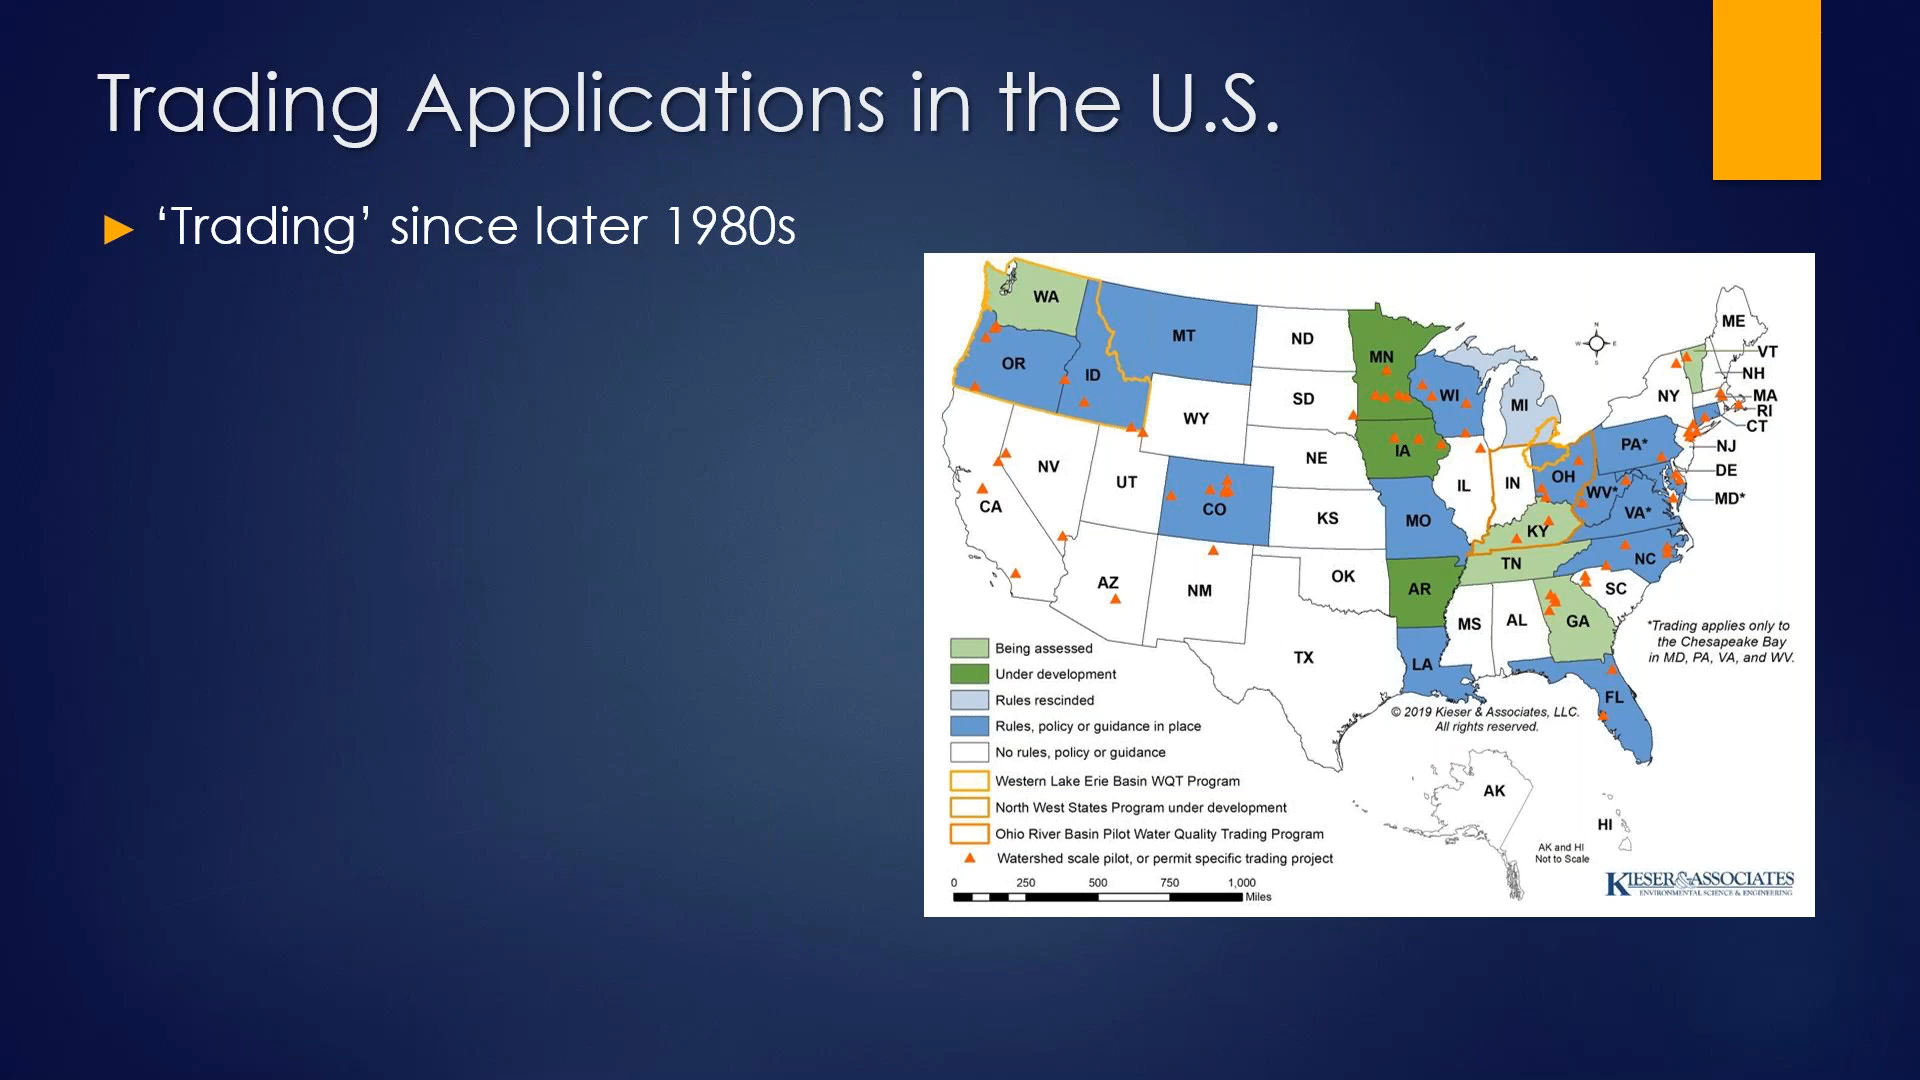 Trading Applications in the U.S.
► ‘Trading’ since later 1980s
WA
MT
ND
MN
ME
VT
OR
ID
SD
WI
MI
NH
NY
MA
RI
CT
WY
NE
IA
PA*
NJ
NV
UT
IL
IN
OH
DE
WV*
MD*
CA
CO
KS
MO
KY
VA*
AZ
NM
OK
AR
TN
NC
SC
MS
AL
GA
TX
LA
FL
*Trading applies only to
the Chesapeake Bay
in MD, PA, VA, and WV.
N
W
E
S
Being assessed
Under development
Rules rescinded
Rules, policy or guidance in place
No rules, policy or guidance
Western Lake Erie Basin WQT Program
North West States Program under development
Ohio River Basin Pilot Water Quality Trading Program
Watershed scale pilot, or permit specific trading project
0 250 500 750 1,000
Miles
© 2019 Kieser & Associates, LLC.
All rights reserved.
AK
HI
AK and HI
Not to Scale
KIESER & ASSOCIATES
ENVIRONMENTAL SCIENCE & ENGINEERING